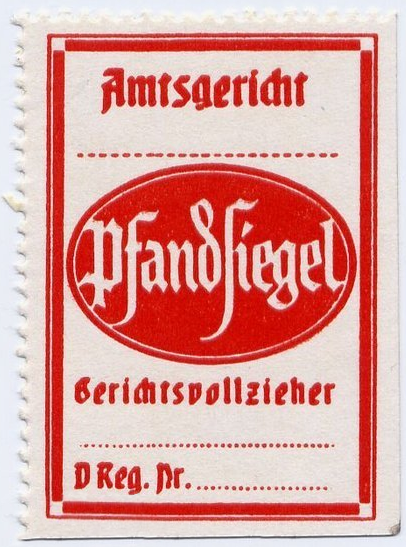 Amtsgericht
Pfandsiegel
Gerichtsvollzieher
D Reg. Nr.